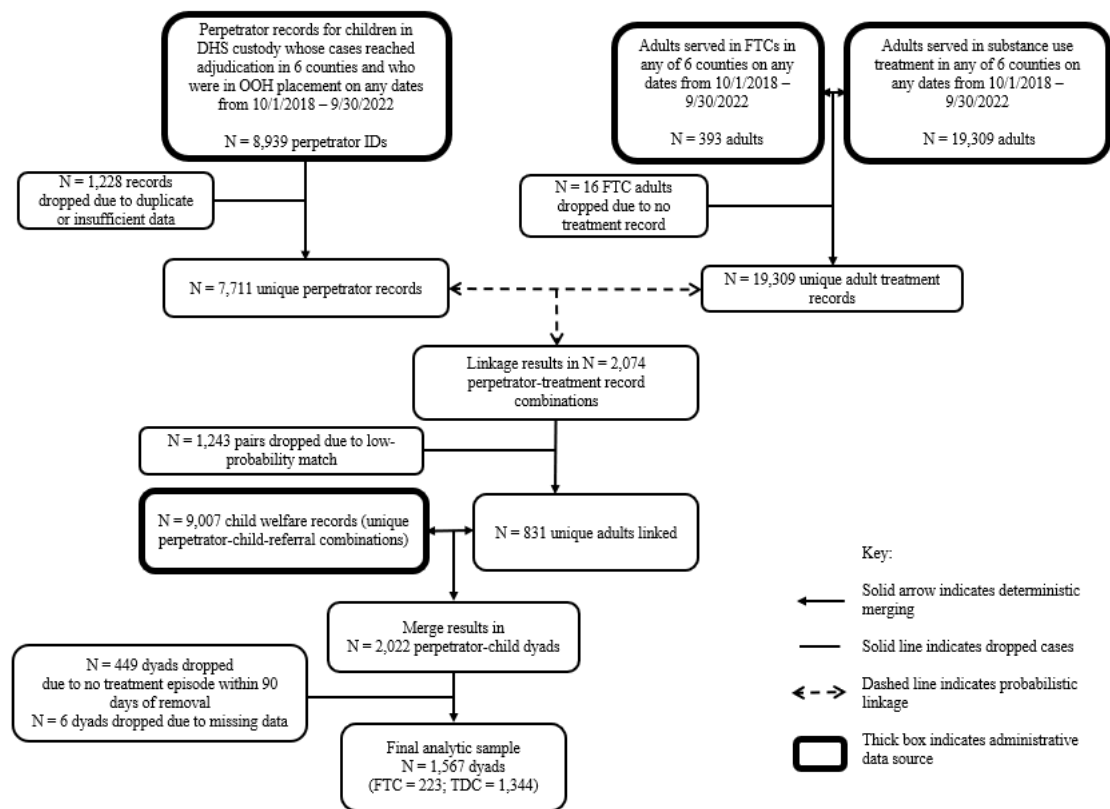 Perpetrator records for children in
DHS custody whose cases reached
adjudication in 6 counties and who
were in OOH placement on any dates
from 10/1/2018 – 9/30/2022
N = 8,939 perpetrator IDs
Adults served in FTCs in
any of 6 counties on any
dates from 10/1/2018 –
9/30/2022
N = 393 adults
Adults served in substance use
treatment in any of 6 counties on
any dates from 10/1/2018 –
9/30/2022
N = 19,309 adults
N = 1,228 records
dropped due to duplicate
or insufficient data
N = 16 FTC adults
dropped due to no
treatment record
N = 7,711 unique perpetrator records
N = 19,309 unique adult treatment
records
Linkage results in N = 2,074
perpetrator-treatment record
combinations
N = 1,243 pairs dropped due to low-
probability match
N = 9,007 child welfare records (unique
perpetrator-child-referral combinations)
N = 831 unique adults linked
Merge results in
N = 2,022 perpetrator-child dyads
N = 449 dyads dropped
due to no treatment episode within 90
days of removal
N = 6 dyads dropped due to missing data
Final analytic sample
N = 1,567 dyads
(FTC = 223; TDC = 1,344)
Key:
Solid arrow indicates deterministic
merging
Solid line indicates dropped cases
Dashed line indicates probabilistic
linkage
Thick box indicates administrative
data source